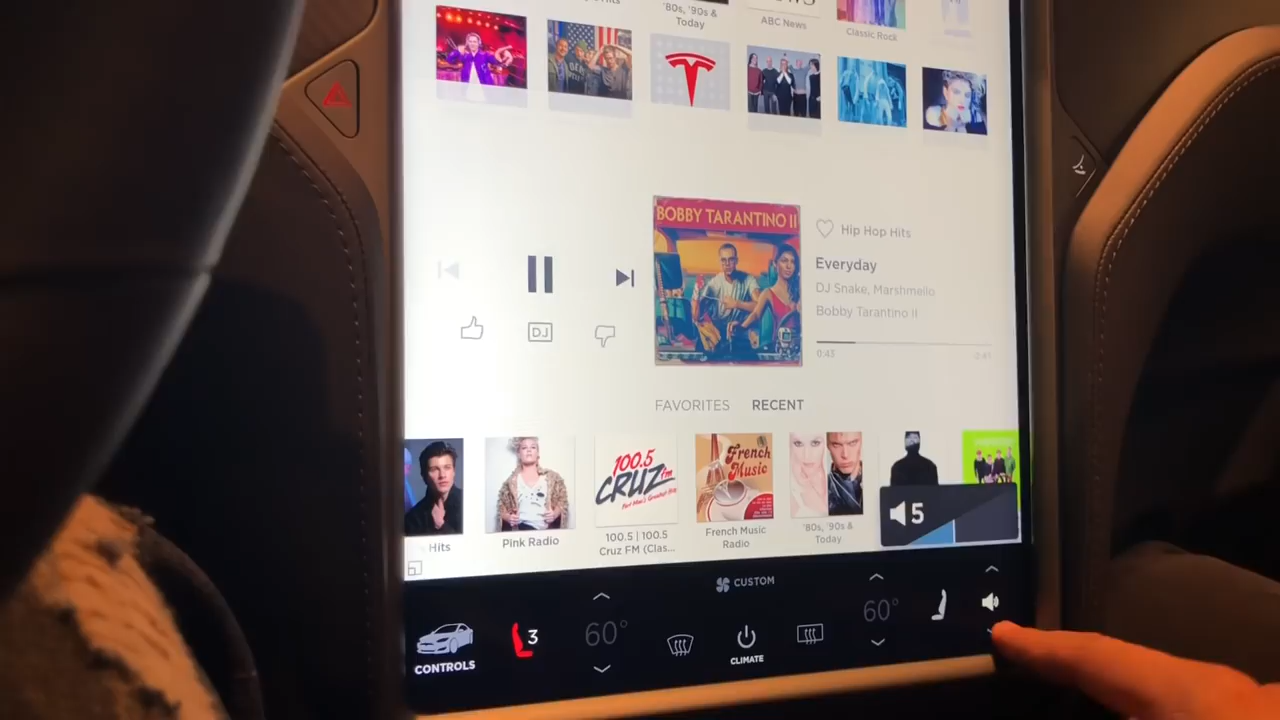 '80s, '90s &
Today
ABC News
Classic Rock
BOBBY TARANTINO II
Hip Hop Hits
Everyday
DJ Snake, Marshmello
Bobby Tarantino II
0:43
DJ
FAVORITES RECENT
100.5
CRUZ fm
French
Music
5
Hits
Pink Radio
100.5 | 100.5
Cruz FM (Clas...
French Music
Radio
'80s, '90s &
Today
CUSTOM
CONTROLS
3
60°
CLIMATE
60°